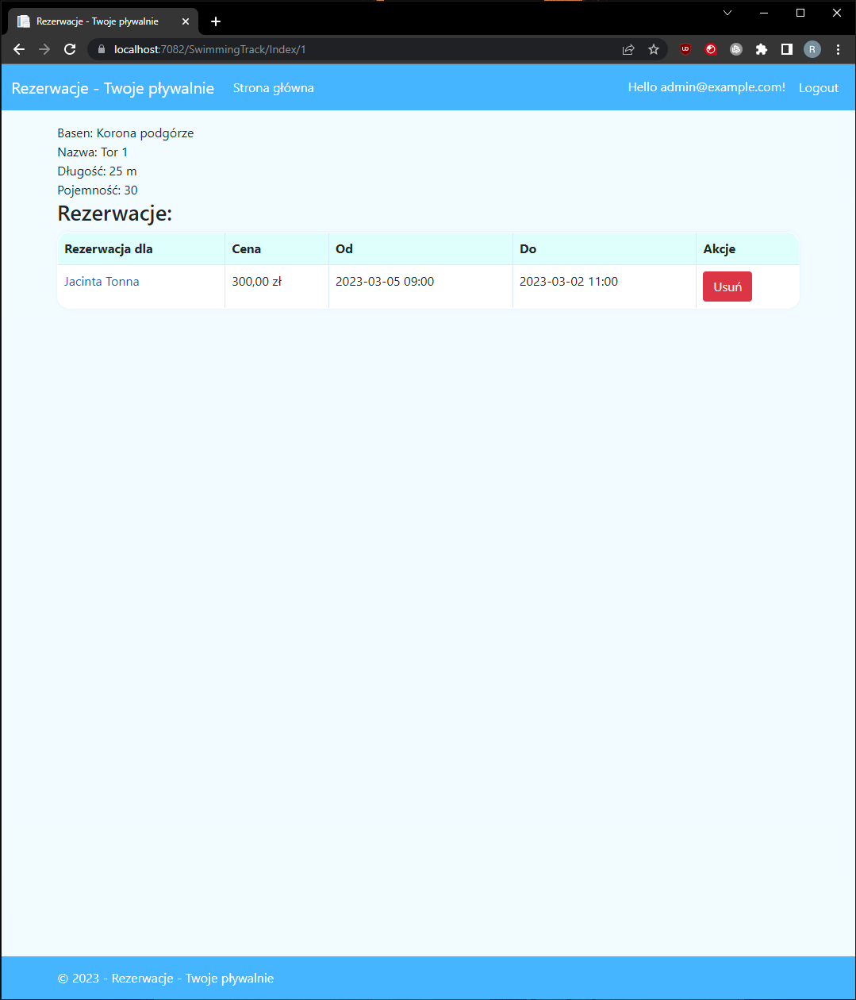 Rezerwacje - Twoje pływalnie
localhost:7082/SwimmingTrack/Index/1
R
Rezerwacje - Twoje pływalnie Strona główna Hello admin@example.com! Logout
Basen: Korona podgórze
Nazwa: Tor 1
Długość: 25 m
Pojemność: 30
Rezerwacje:
Rezerwacja dla Cena Od Do Akcje
Jacinta Tonna 300,00 zł 2023-03-05 09:00 2023-03-02 11:00 Usuń
© 2023 - Rezerwacje - Twoje pływalnie